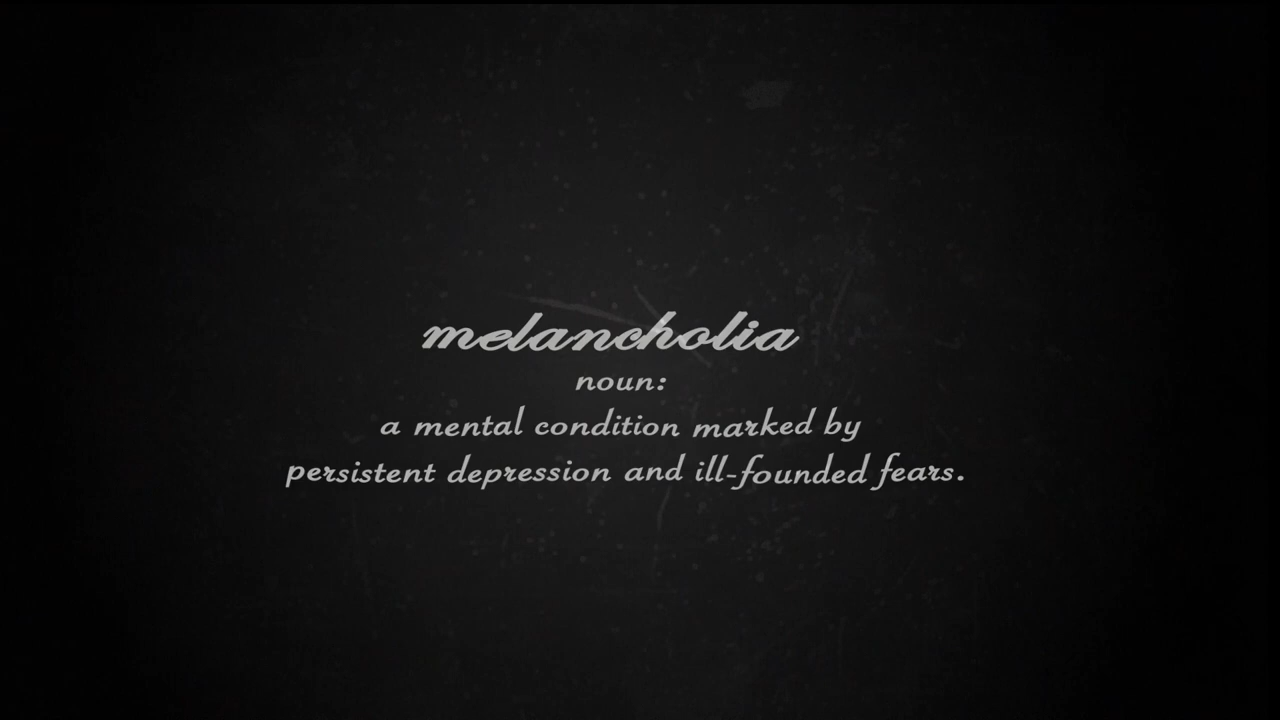 melancholia
noun:
a mental condition marked by
persistent depression and ill-founded fears.